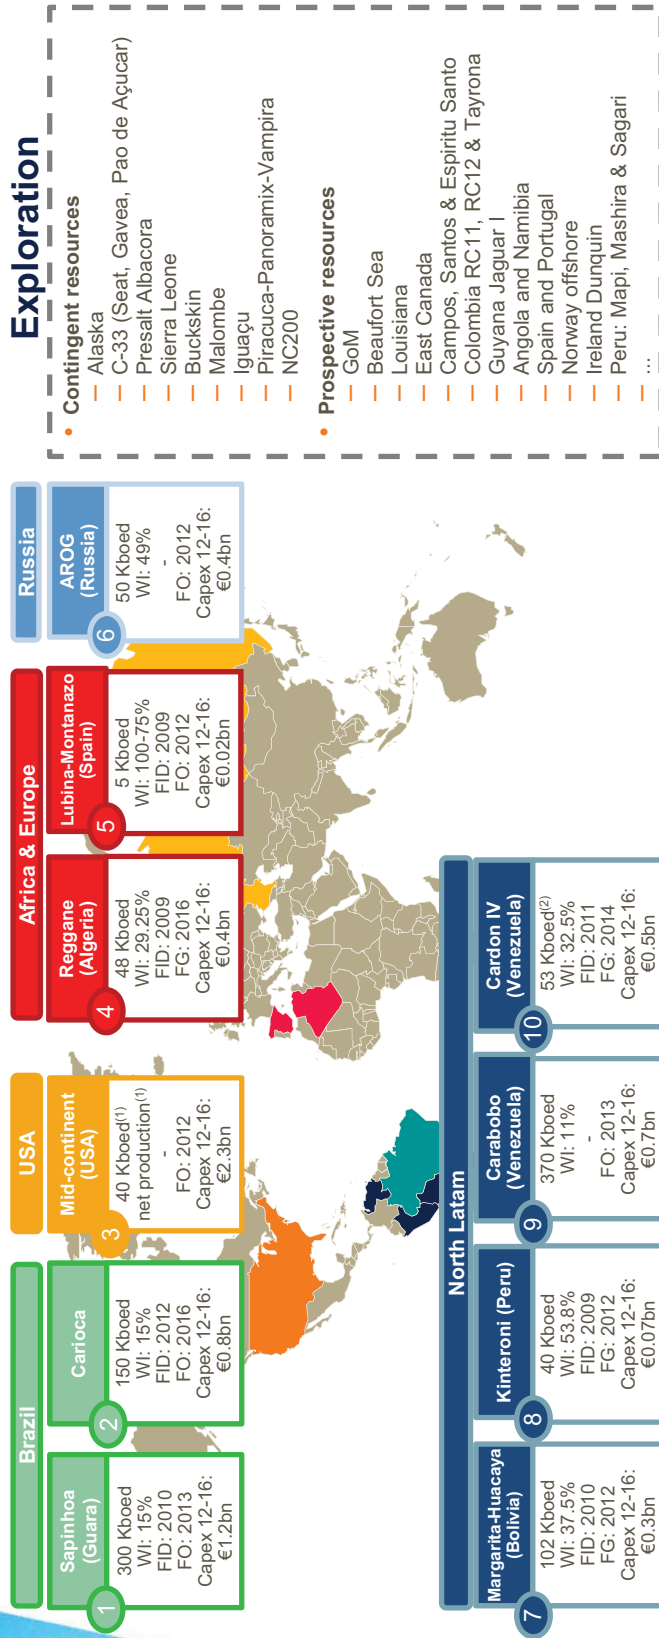 Brazil
1
Sapinhoa
(Guara)
300 Kboed
WI: 15%
FID: 2010
FO: 2013
Capex 12-16:
€1.2bn
2
Carioca
150 Kboed
WI: 15%
FID: 2012
FO: 2016
Capex 12-16:
€0.8bn
USA
3
Mid-continent
(USA)
40 Kboed(1)
net production(1)
-
FO: 2012
Capex 12-16:
€2.3bn
Africa & Europe
4
Reggane
(Algeria)
48 Kboed
WI: 29.25%
FID: 2009
FG: 2016
Capex 12-16:
€0.4bn
5
Lubina-Montanazo
(Spain)
5 Kboed
WI: 100-75%
FID: 2009
FO: 2012
Capex 12-16:
€0.02bn
Russia
6
AROG
(Russia)
50 Kboed
WI: 49%
-
FO: 2012
Capex 12-16:
€0.4bn
North Latam
7
Margarita-Huacaya
(Bolivia)
102 Kboed
WI: 37.5%
FID: 2010
FG: 2012
Capex 12-16:
€0.3bn
8
Kinteroni (Peru)
40 Kboed
WI: 53.8%
FID: 2009
FG: 2012
Capex 12-16:
€0.07bn
9
Carabobo
(Venezuela)
370 Kboed
WI: 11%
-
FO: 2013
Capex 12-16:
€0.7bn
10
Cardon IV
(Venezuela)
53 Kboed(2)
WI: 32.5%
FID: 2011
FG: 2014
Capex 12-16:
€0.5bn
Exploration
• Contingent resources
— Alaska
— C-33 (Seat, Gavea, Pao de Açucar)
— Presalt Albacora
— Sierra Leone
— Buckskin
— Malombe
— Iguaçu
— Piracuca-Panoramix-Vampira
— NC200
• Prospective resources
— GoM
— Beaufort Sea
— Louisiana
— East Canada
— Campos, Santos & Espiritu Santo
— Colombia RC11, RC12 & Tayrona
— Guyana Jaguar I
— Angola and Namibia
— Spain and Portugal
— Norway offshore
— Ireland Dunquin
— Peru: Mapi, Mashira & Sagari
— ...